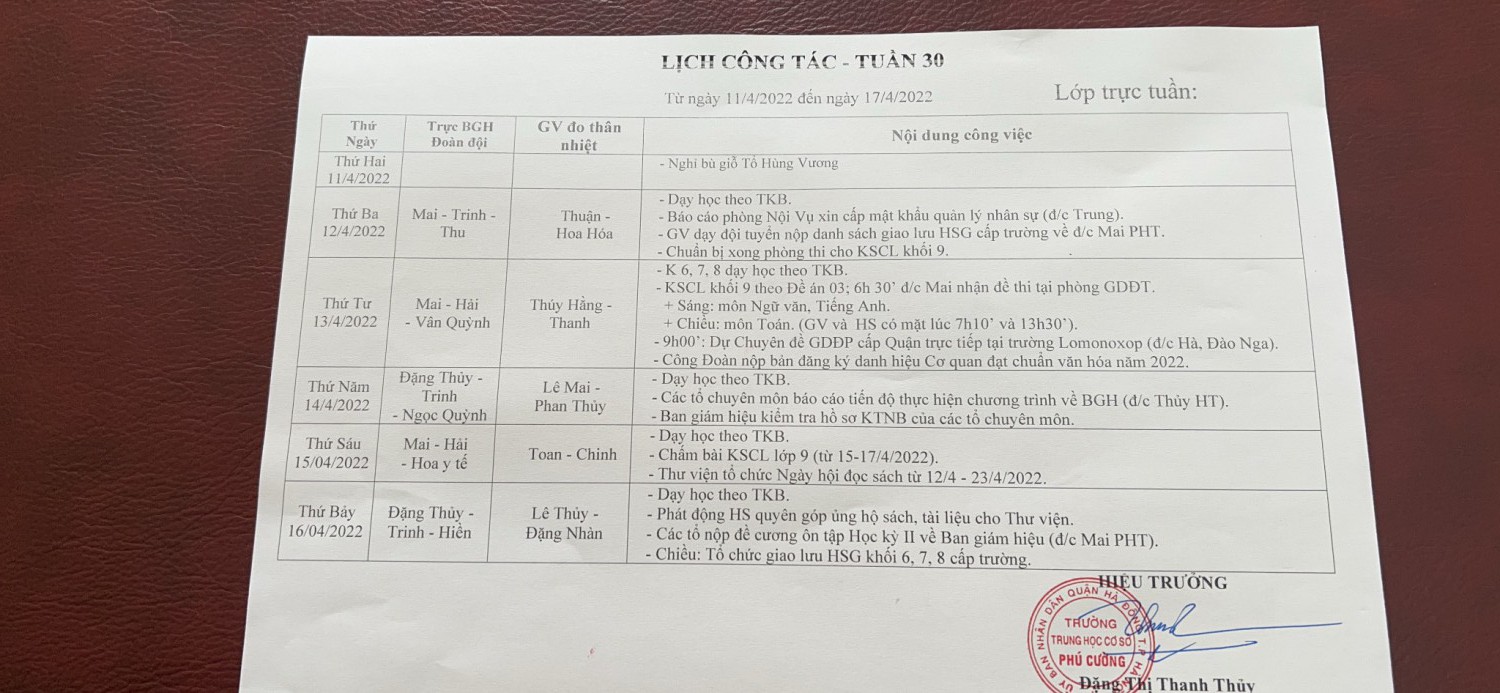 LỊCH CÔNG TÁC - TUẦN 30
Từ ngày 11/4/2022 đến ngày 17/4/2022
Lớp trực tuần:
Thứ
Ngày
Trực BGH
Đoàn đội
GV đo thân
nhiệt
Nội dung công việc
Thứ Hai
11/4/2022
- Nghỉ bù giỗ Tổ Hùng Vương
Thứ Ba
12/4/2022
Mai - Trinh -
Thu
Thuận -
Hoa Hóa
- Dạy học theo TKB.
- Báo cáo phòng Nội Vụ xin cấp mật khẩu quản lý nhân sự (đ/c Trung).
- GV dạy đội tuyển nộp danh sách giao lưu HSG cấp trường về đ/c Mai PHT.
- Chuẩn bị xong phòng thi cho KSCL khối 9.
Thứ Tư
13/4/2022
Mai - Hải
- Vân Quỳnh
Thúy Hằng -
Thanh
- K 6, 7, 8 dạy học theo TKB.
- KSCL khối 9 theo Đề án 03; 6h 30’ đ/c Mai nhận đề thi tại phòng GDĐT.
+ Sáng: môn Ngữ văn, Tiếng Anh.
+ Chiều: môn Toán. (GV và HS có mặt lúc 7h10’ và 13h30’).
- 9h00’: Dự Chuyên đề GDĐP cấp Quận trực tiếp tại trường Lomonoxop (đ/c Hà, Đào Nga).
- Công Đoàn nộp bản đăng ký danh hiệu Cơ quan đạt chuẩn văn hóa năm 2022.
Thứ Năm
14/4/2022
Đặng Thủy -
Trinh
- Ngọc Quỳnh
Lê Mai -
Phan Thủy
- Dạy học theo TKB.
- Các tổ chuyên môn báo cáo tiến độ thực hiện chương trình về BGH (đ/c Thủy HT).
- Ban giám hiệu kiểm tra hồ sơ KTNB của các tổ chuyên môn.
Thứ Sáu
15/04/2022
Mai - Hải
- Hoa y tế
Toan - Chinh
- Dạy học theo TKB.
- Chấm bài KSCL lớp 9 (từ 15-17/4/2022).
- Thư viện tổ chức Ngày hội đọc sách từ 12/4 - 23/4/2022.
Thứ Bảy
16/04/2022
Đặng Thủy -
Trinh - Hiền
Lê Thủy -
Đặng Nhàn
- Dạy học theo TKB.
- Phát động HS quyên góp ủng hộ sách, tài liệu cho Thư viện.
- Các tổ nộp đề cương ôn tập Học kỳ II về Ban giám hiệu (đ/c Mai PHT).
- Chiều: Tổ chức giao lưu HSG khối 6, 7, 8 cấp trường.
HIỆU TRƯỞNG
ỦY BAN NHÂN DÂN QUẬN HÀ ĐÔNG T.P HÀ
TRƯỜNG
TRUNG HỌC CƠ SỞ
PHÚ CƯỜNG
Đặng Thị Thanh Thủy